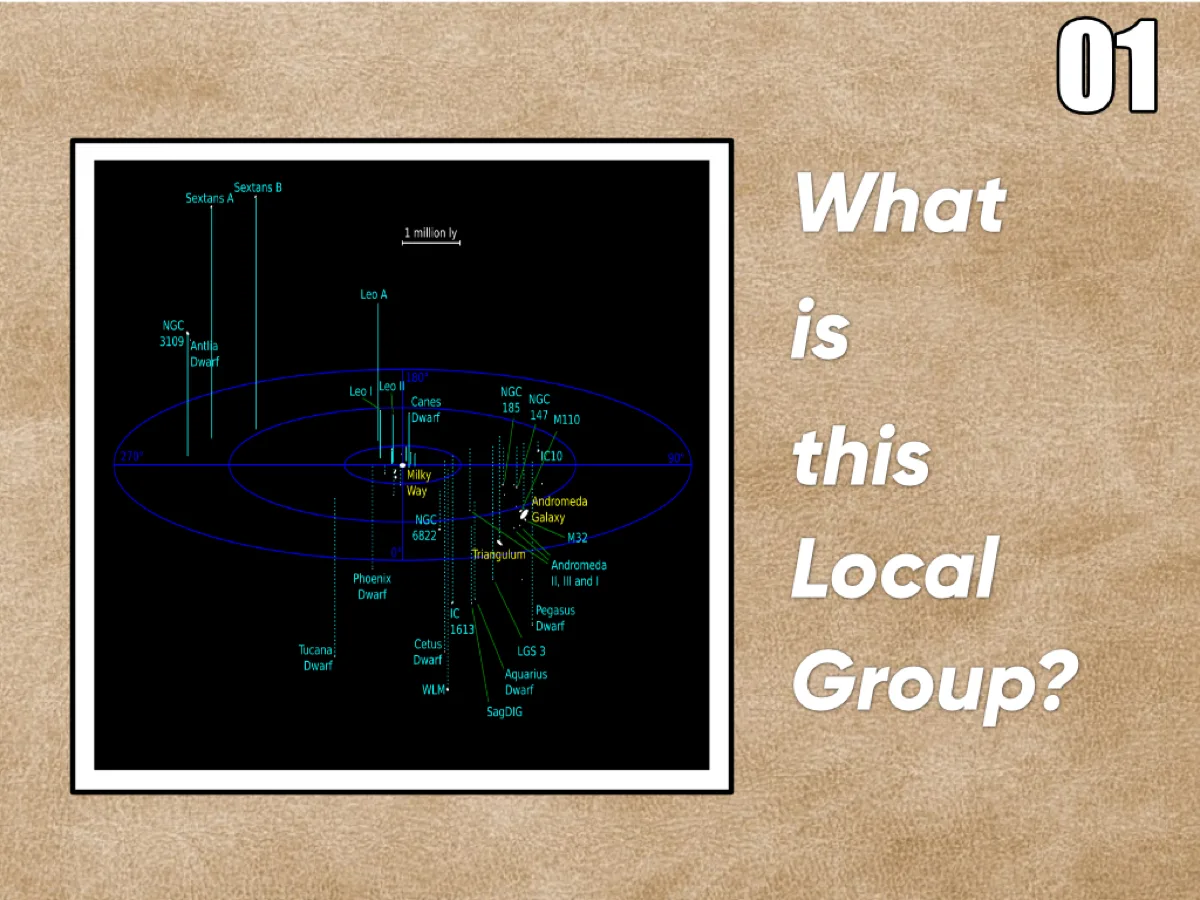 01
What
is
this
Local
Group?
Sextans A
Sextans B
1 million ly
Leo A
NGC
3109
Antlia
Dwarf
180°
Leo I
Leo II
Canes
Dwarf
NGC
185
NGC
147
M110
270°
90°
IC10
Milky
Way
Andromeda
Galaxy
NGC
6822
M32
0°
Triangulum
Andromeda
II, III and I
Phoenix
Dwarf
IC
1613
Pegasus
Dwarf
Tucana
Dwarf
Cetus
Dwarf
LGS 3
Aquarius
Dwarf
WLM
SagDIG